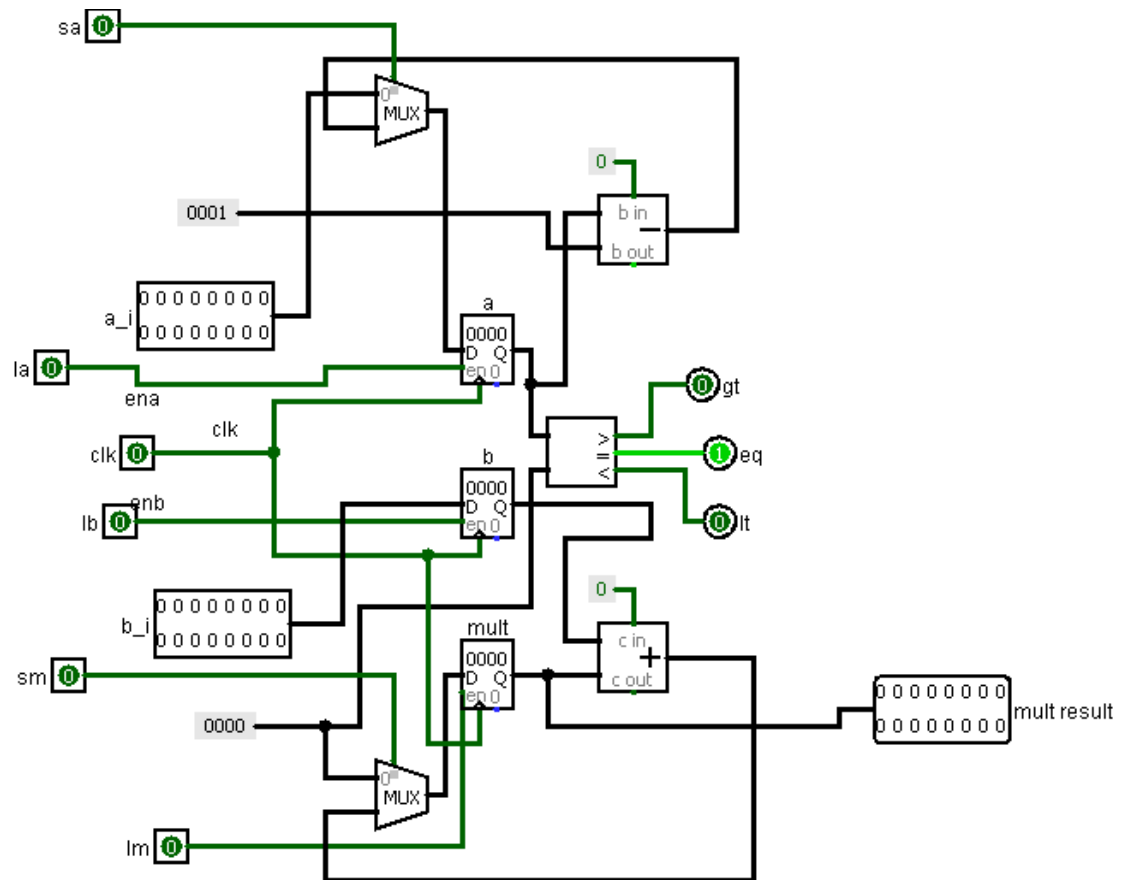 sa 0
0 MUX
0
b in
b out
0001
0 0 0 0 0 0 0 0
0 0 0 0 0 0 0 0
a_i
a
0000
D Q
en 0
la 0
ena
0 gt
clk
clk 0
>
=
<
1 eq
b
0000
D Q
en 0
enb
lb 0
0 lt
0
0 0 0 0 0 0 0 0
0 0 0 0 0 0 0 0
b_i
mult
0000
D Q
en 0
c in
+
c out
sm 0
0 0 0 0 0 0 0 0
0 0 0 0 0 0 0 0
mult result
0000
0 MUX
lm 0